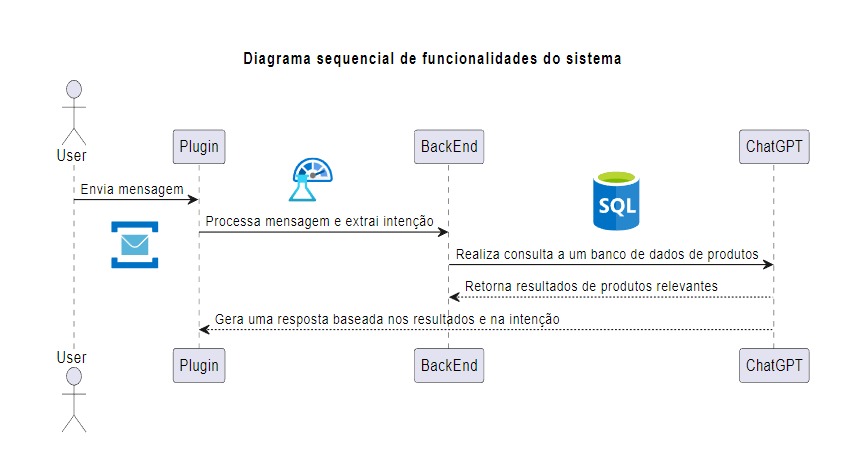 Diagrama sequencial de funcionalidades do sistema
User
Plugin
BackEnd
ChatGPT
Envia mensagem
Processa mensagem e extrai intenção
SQL
Realiza consulta a um banco de dados de produtos
Retorna resultados de produtos relevantes
Gera uma resposta baseada nos resultados e na intenção
User
Plugin
BackEnd
ChatGPT